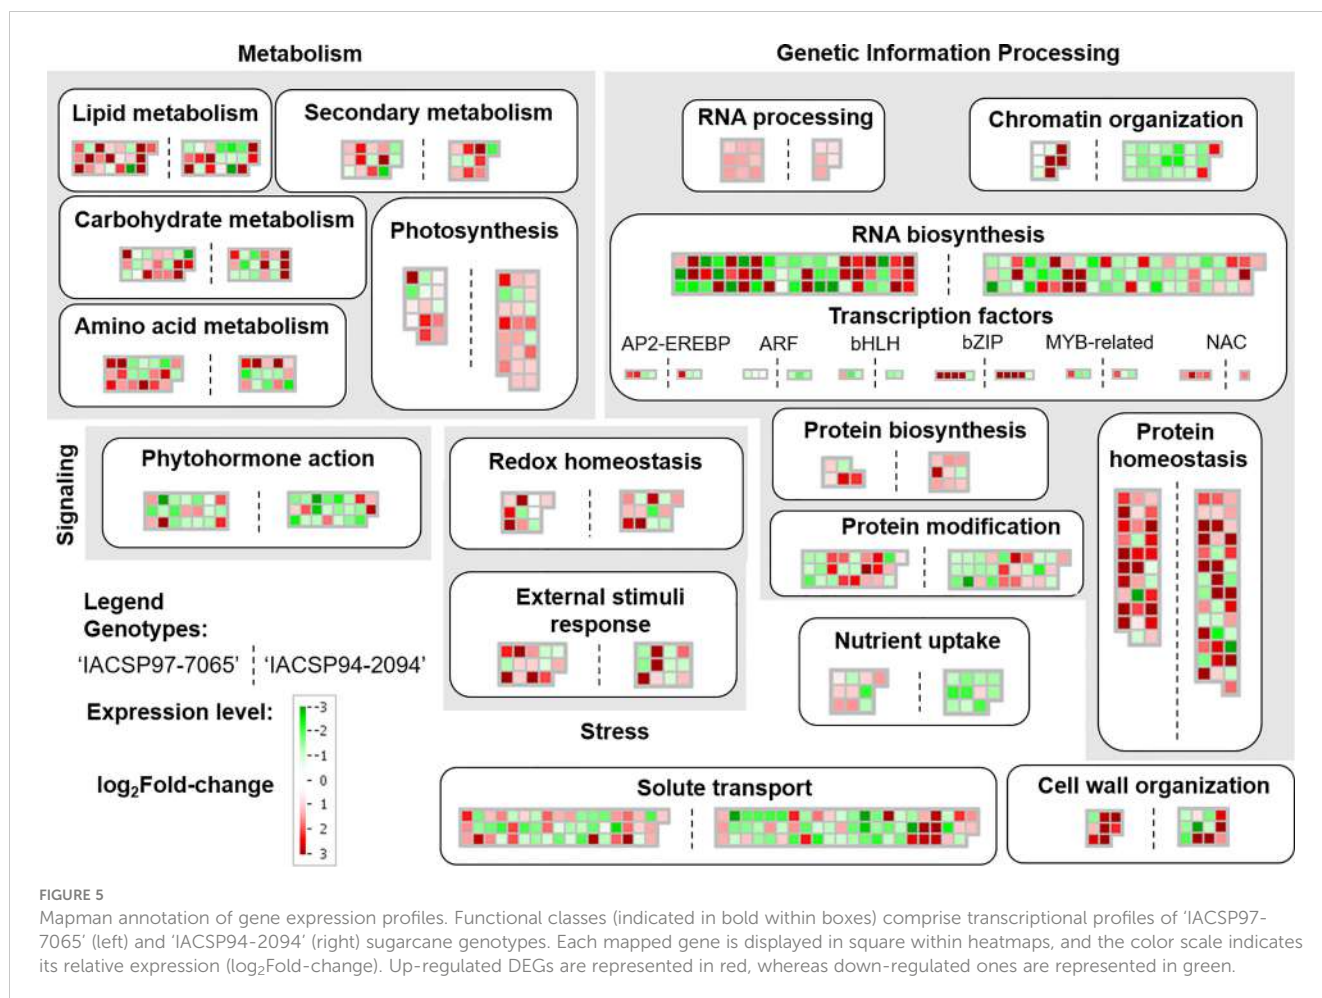 Metabolism
Genetic Information Processing
Lipid metabolism
Secondary metabolism
RNA processing
Chromatin organization
Carbohydrate metabolism
Photosynthesis
RNA biosynthesis
Amino acid metabolism
Transcription factors
AP2-EREBP
ARF
bHLH
bZIP
MYB-related
NAC
Signaling
Phytohormone action
Redox homeostasis
Protein biosynthesis
Protein
homeostasis
Protein modification
External stimuli
response
Nutrient uptake
Stress
Legend
Genotypes:
‘IACSP97-7065’ ‘IACSP94-2094’
Expression level:
log₂Fold-change
--3
--2
--1
- 0
- 1
- 2
- 3
Solute transport
Cell wall organization
FIGURE 5
Mapman annotation of gene expression profiles. Functional classes (indicated in bold within boxes) comprise transcriptional profiles of ‘IACSP97-
7065’ (left) and ‘IACSP94-2094’ (right) sugarcane genotypes. Each mapped gene is displayed in square within heatmaps, and the color scale indicates
its relative expression (log₂Fold-change). Up-regulated DEGs are represented in red, whereas down-regulated ones are represented in green.